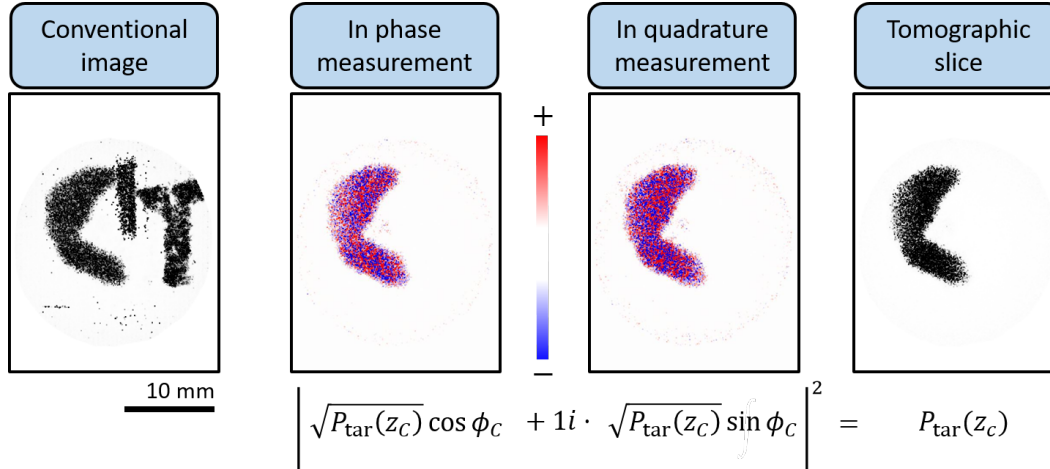 Conventional
image
In phase
measurement
In quadrature
measurement
Tomographic
slice
+
−
10 mm
|√P_tar(z_C) cos ϕ_C + 1i · √P_tar(z_C) sin ϕ_C|² = P_tar(z_c)